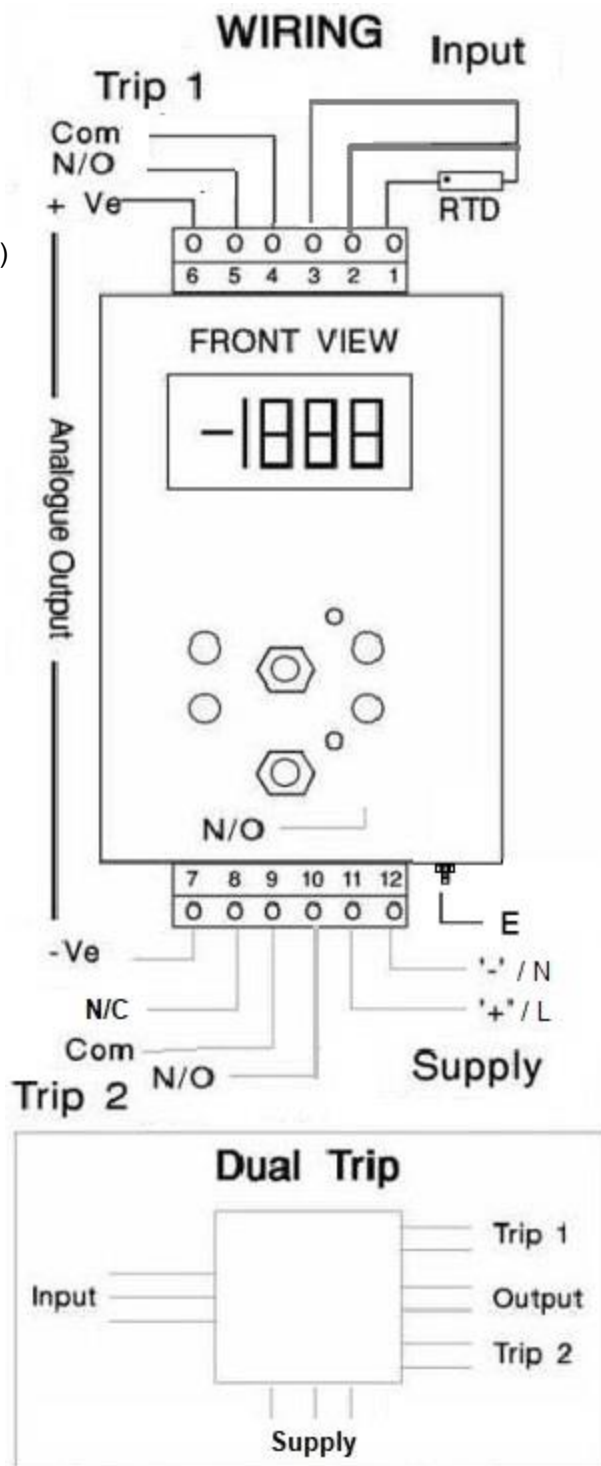 WIRING
Input
Trip 1
Com
N/O
+ Ve
RTD
)
6 5 4 3 2 1
FRONT VIEW
-1888
Analogue Output
N/O
7 8 9 10 11 12
E
-Ve
'-' / N
N/C
'+' / L
Com
Supply
N/O
Trip 2
Dual Trip
Trip 1
Input
Output
Trip 2
Supply